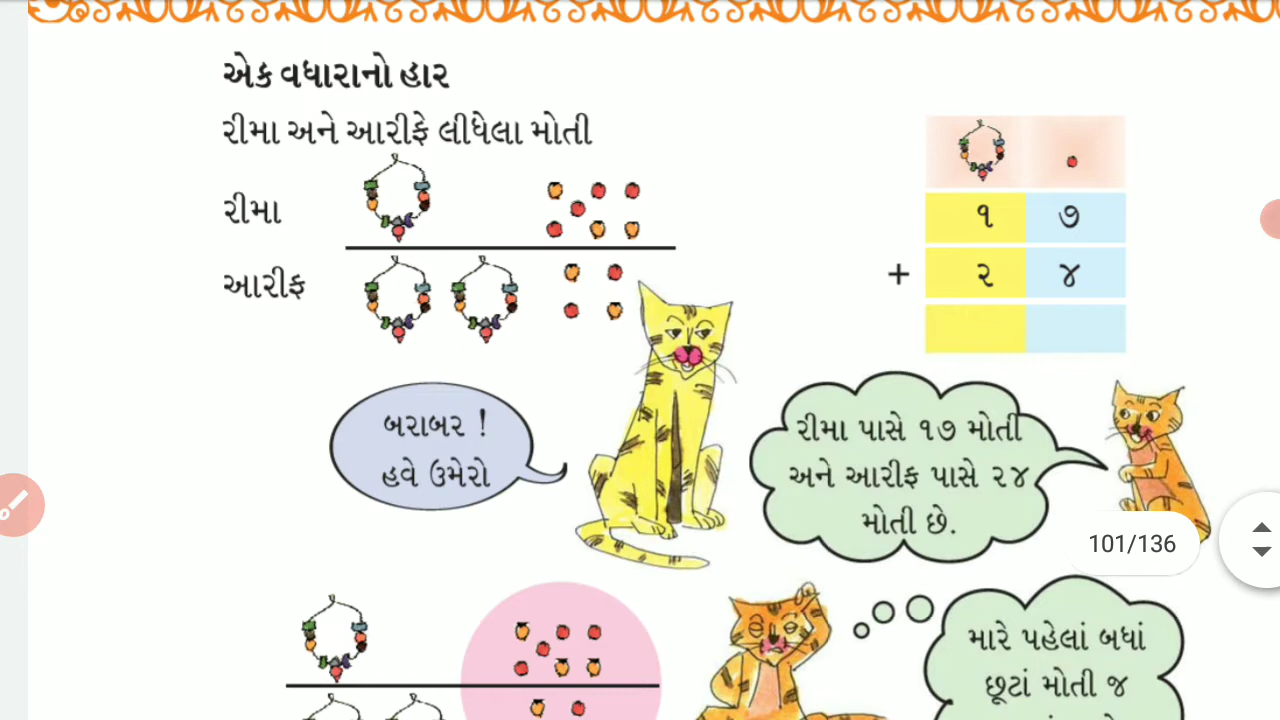 એક વધારાનો હાર
રીમા અને આરીફે લીધેલા મોતી
રીમા
આરીફ
૧ ૭
+ ૨ ૪
બરાબર !
હવે ઉમેરો
રીમા પાસે ૧૭ મોતી
અને આરીફ પાસે ૨૪
મોતી છે.
101/136
મારે પહેલાં બધાં
છૂટાં મોતી જ